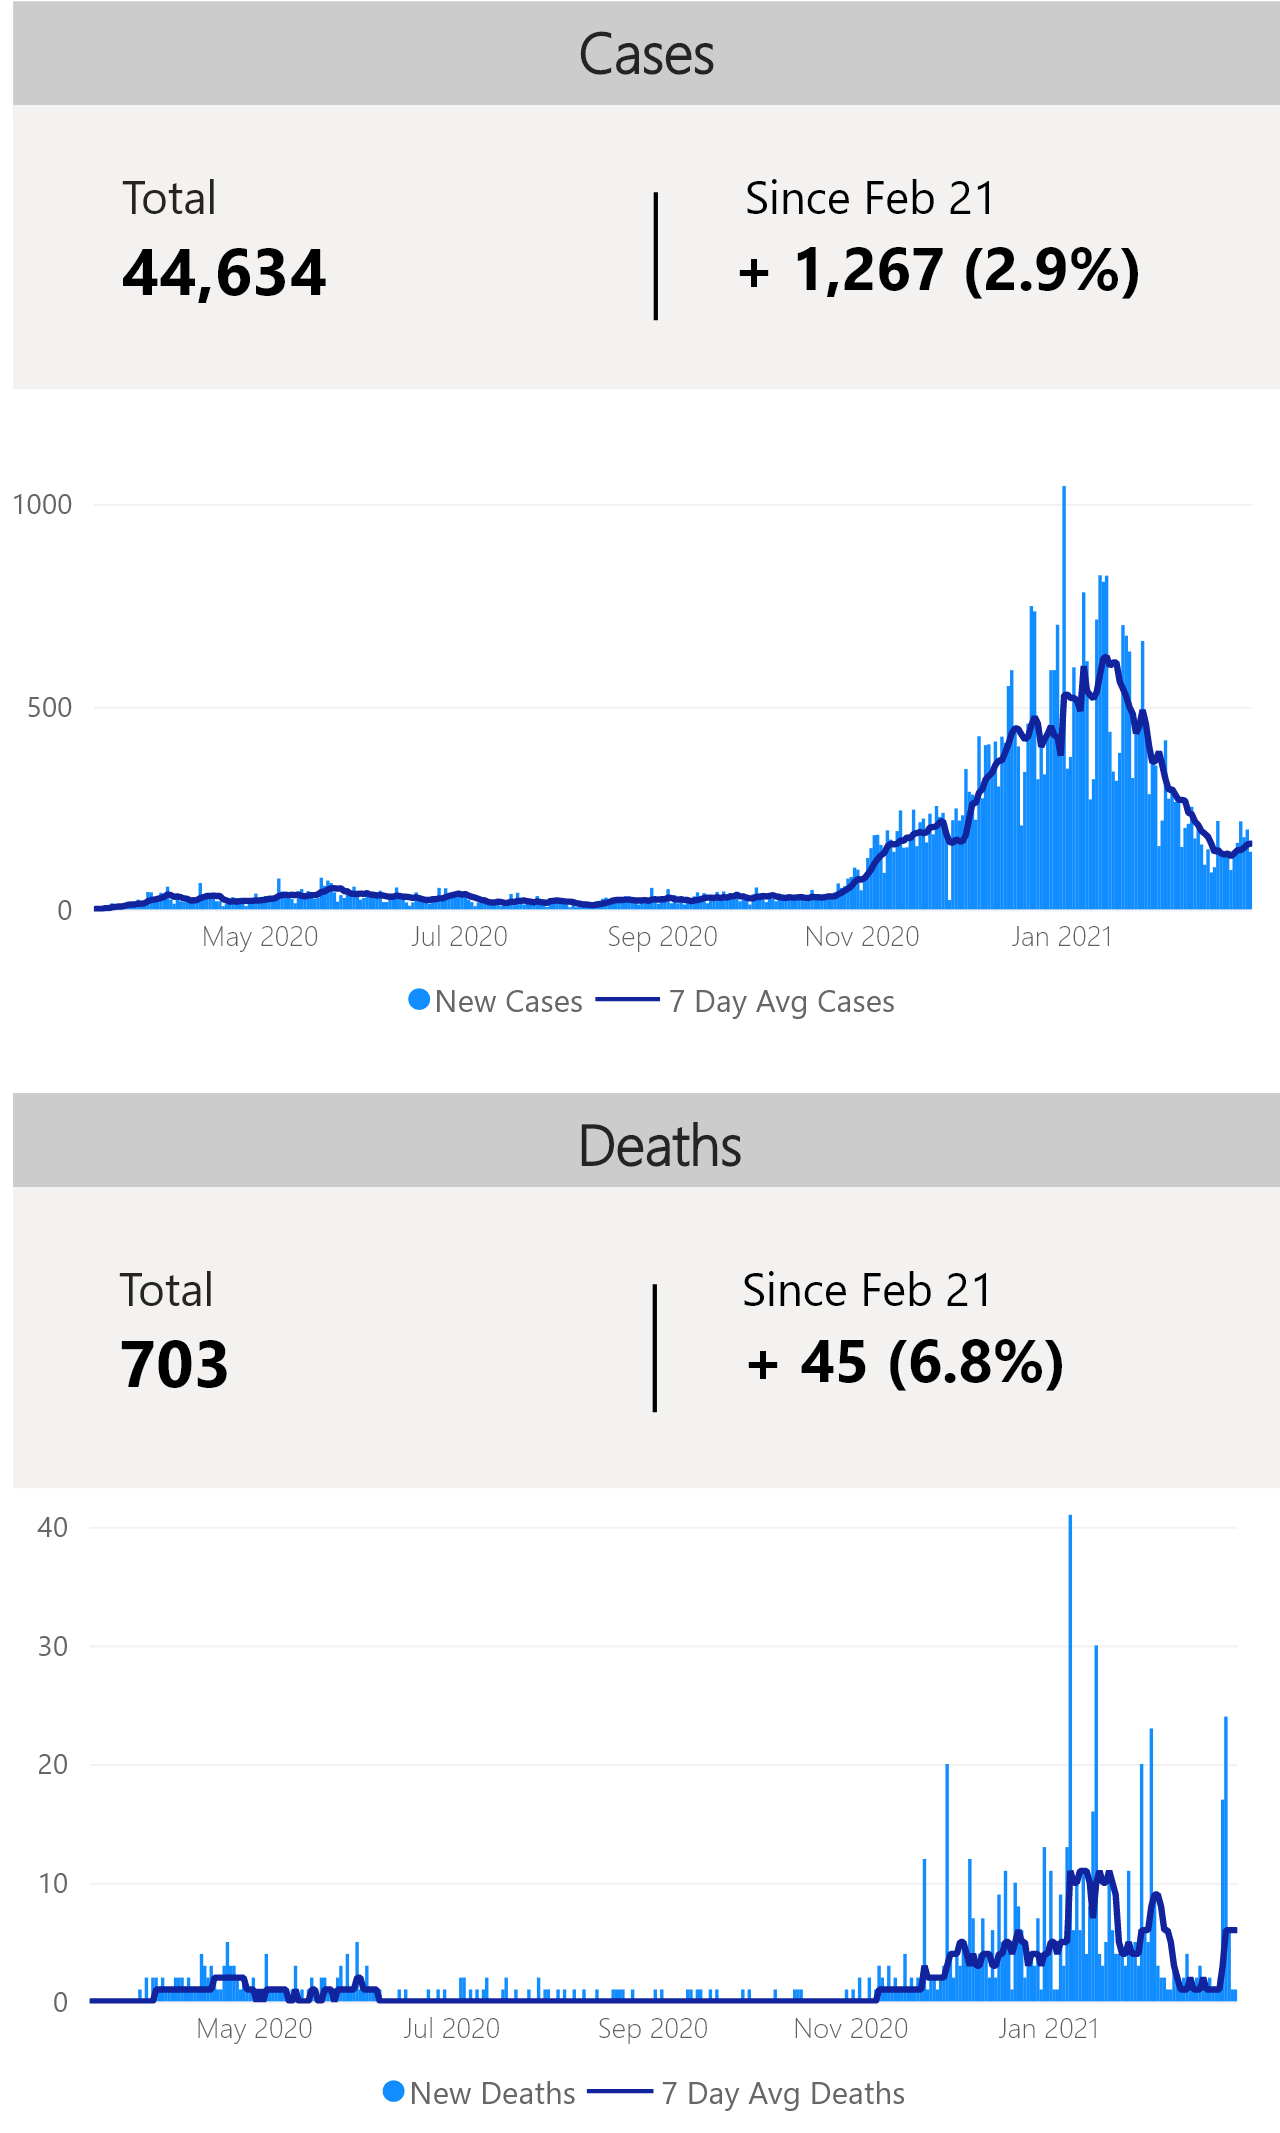 Cases
Total
Since Feb 21
44,634
+ 1,267 (2.9%)
1000
500
0
May 2020
Jul 2020
Sep 2020
Nov 2020
Jan 2021
New Cases
7 Day Avg Cases
Deaths
Total
Since Feb 21
703
+ 45 (6.8%)
40
30
20
10
0
May 2020
Jul 2020
Sep 2020
Nov 2020
Jan 2021
New Deaths
7 Day Avg Deaths